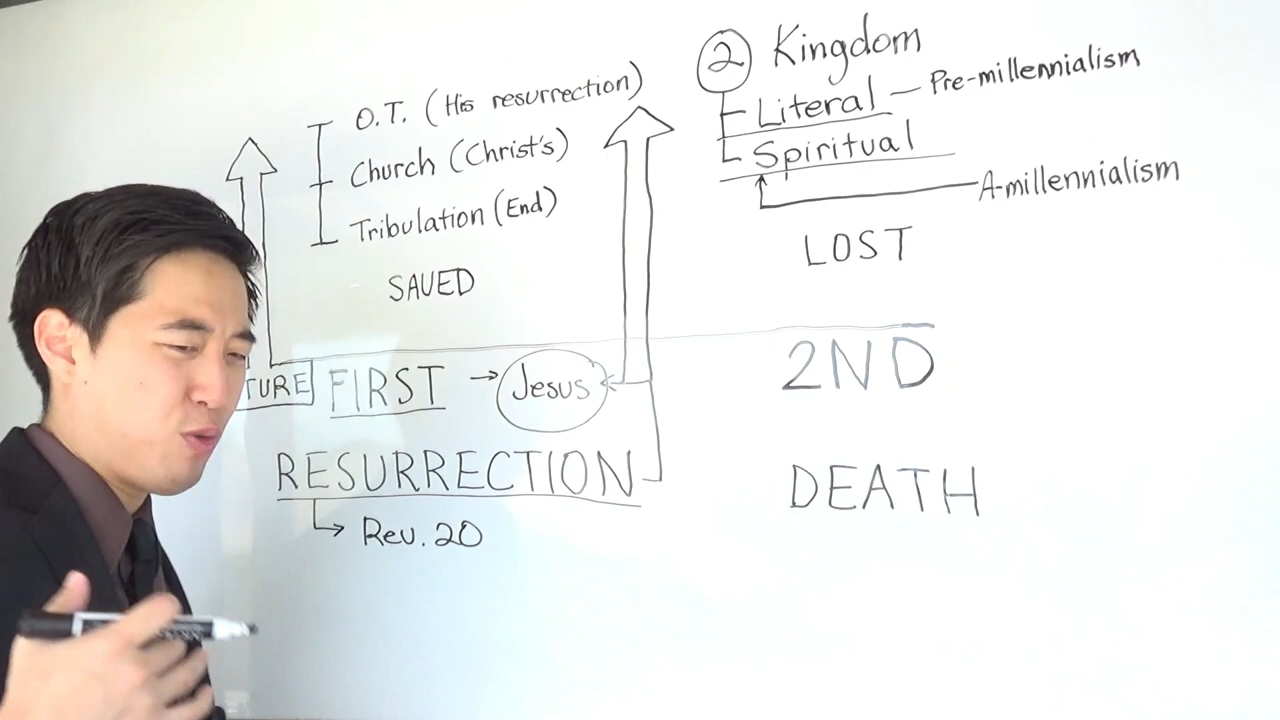 O.T. (His resurrection)
Church (Christ's)
Tribulation (End)
SAVED
TURE FIRST → Jesus
RESURRECTION
Rev. 20
2 Kingdom
Literal — Pre-millennialism
Spiritual
A-millennialism
LOST
2ND
DEATH